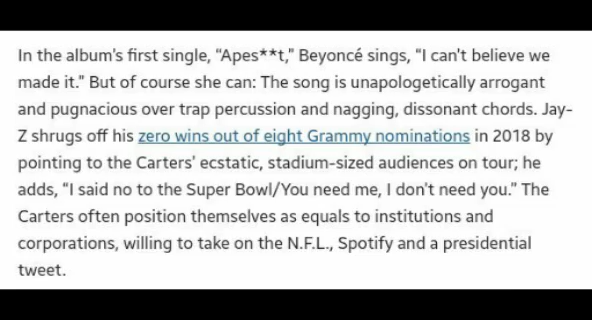 In the album's first single, “Apes**t,” Beyoncé sings, “I can't believe we
made it.” But of course she can: The song is unapologetically arrogant
and pugnacious over trap percussion and nagging, dissonant chords. Jay-
Z shrugs off his zero wins out of eight Grammy nominations in 2018 by
pointing to the Carters' ecstatic, stadium-sized audiences on tour; he
adds, “I said no to the Super Bowl/You need me, I don't need you.” The
Carters often position themselves as equals to institutions and
corporations, willing to take on the N.F.L., Spotify and a presidential
tweet.